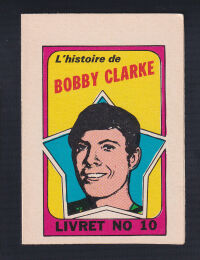 L'histoire de
BOBBY CLARKE
LIVRET NO 10